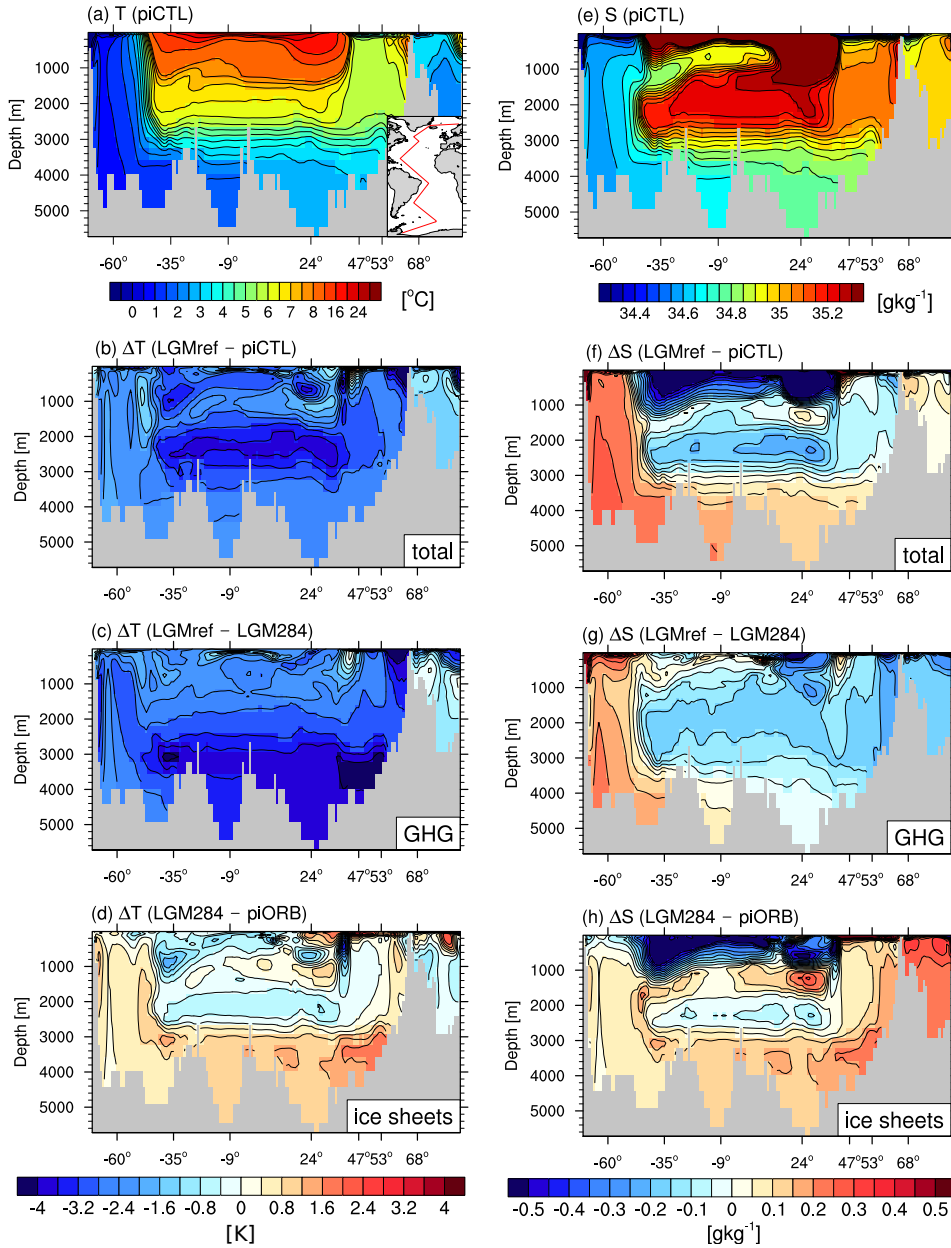 (a) T (piCTL)
Depth [m]
1000
2000
3000
4000
5000
-60° -35° -9° 24° 47°53° 68°
0 1 2 3 4 5 6 7 8 16 24
[°C]
(e) S (piCTL)
Depth [m]
1000
2000
3000
4000
5000
-60° -35° -9° 24° 47°53° 68°
34.4 34.6 34.8 35 35.2
[gkg⁻¹]
(b) ΔT (LGMref – piCTL)
Depth [m]
1000
2000
3000
4000
5000
total
-60° -35° -9° 24° 47°53° 68°
(f) ΔS (LGMref – piCTL)
Depth [m]
1000
2000
3000
4000
5000
total
-60° -35° -9° 24° 47°53° 68°
(c) ΔT (LGMref – LGM284)
Depth [m]
1000
2000
3000
4000
5000
GHG
-60° -35° -9° 24° 47°53° 68°
(g) ΔS (LGMref – LGM284)
Depth [m]
1000
2000
3000
4000
5000
GHG
-60° -35° -9° 24° 47°53° 68°
(d) ΔT (LGM284 – piORB)
Depth [m]
1000
2000
3000
4000
5000
ice sheets
-60° -35° -9° 24° 47°53° 68°
-4 -3.2 -2.4 -1.6 -0.8 0 0.8 1.6 2.4 3.2 4
[K]
(h) ΔS (LGM284 – piORB)
Depth [m]
1000
2000
3000
4000
5000
ice sheets
-60° -35° -9° 24° 47°53° 68°
-0.5 -0.4 -0.3 -0.2 -0.1 0 0.1 0.2 0.3 0.4 0.5
[gkg⁻¹]